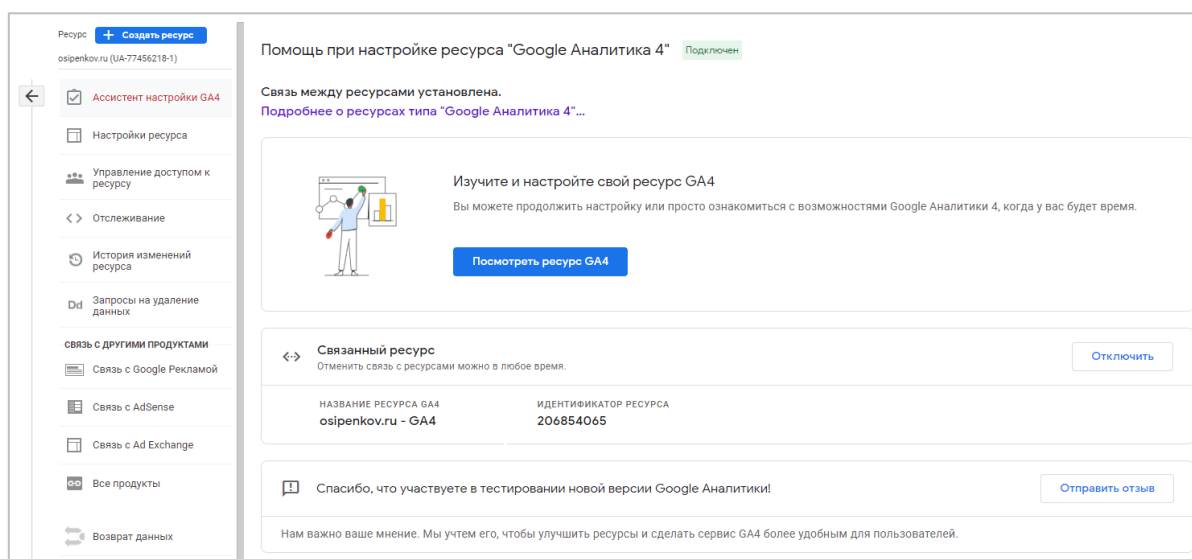 Ресурс
Создать ресурс
osipenkov.ru (UA-77456218-1)
Ассистент настройки GA4
Настройки ресурса
Управление доступом к
ресурсу
Отслеживание
История изменений
ресурса
Dd
Запросы на удаление
данных
СВЯЗЬ С ДРУГИМИ ПРОДУКТАМИ
Связь с Google Рекламой
Связь с AdSense
Связь с Ad Exchange
Все продукты
Возврат данных
Помощь при настройке ресурса "Google Аналитика 4" Подключен
Связь между ресурсами установлена.
Подробнее о ресурсах типа "Google Аналитика 4"...
Изучите и настройте свой ресурс GA4
Вы можете продолжить настройку или просто ознакомиться с возможностями Google Аналитики 4, когда у вас будет время.
Посмотреть ресурс GA4
Связанный ресурс
Отменить связь с ресурсами можно в любое время.
Отключить
НАЗВАНИЕ РЕСУРСА GA4
osipenkov.ru - GA4
ИДЕНТИФИКАТОР РЕСУРСА
206854065
Спасибо, что участвуете в тестировании новой версии Google Аналитики!
Отправить отзыв
Нам важно ваше мнение. Мы учтем его, чтобы улучшить ресурсы и сделать сервис GA4 более удобным для пользователей.